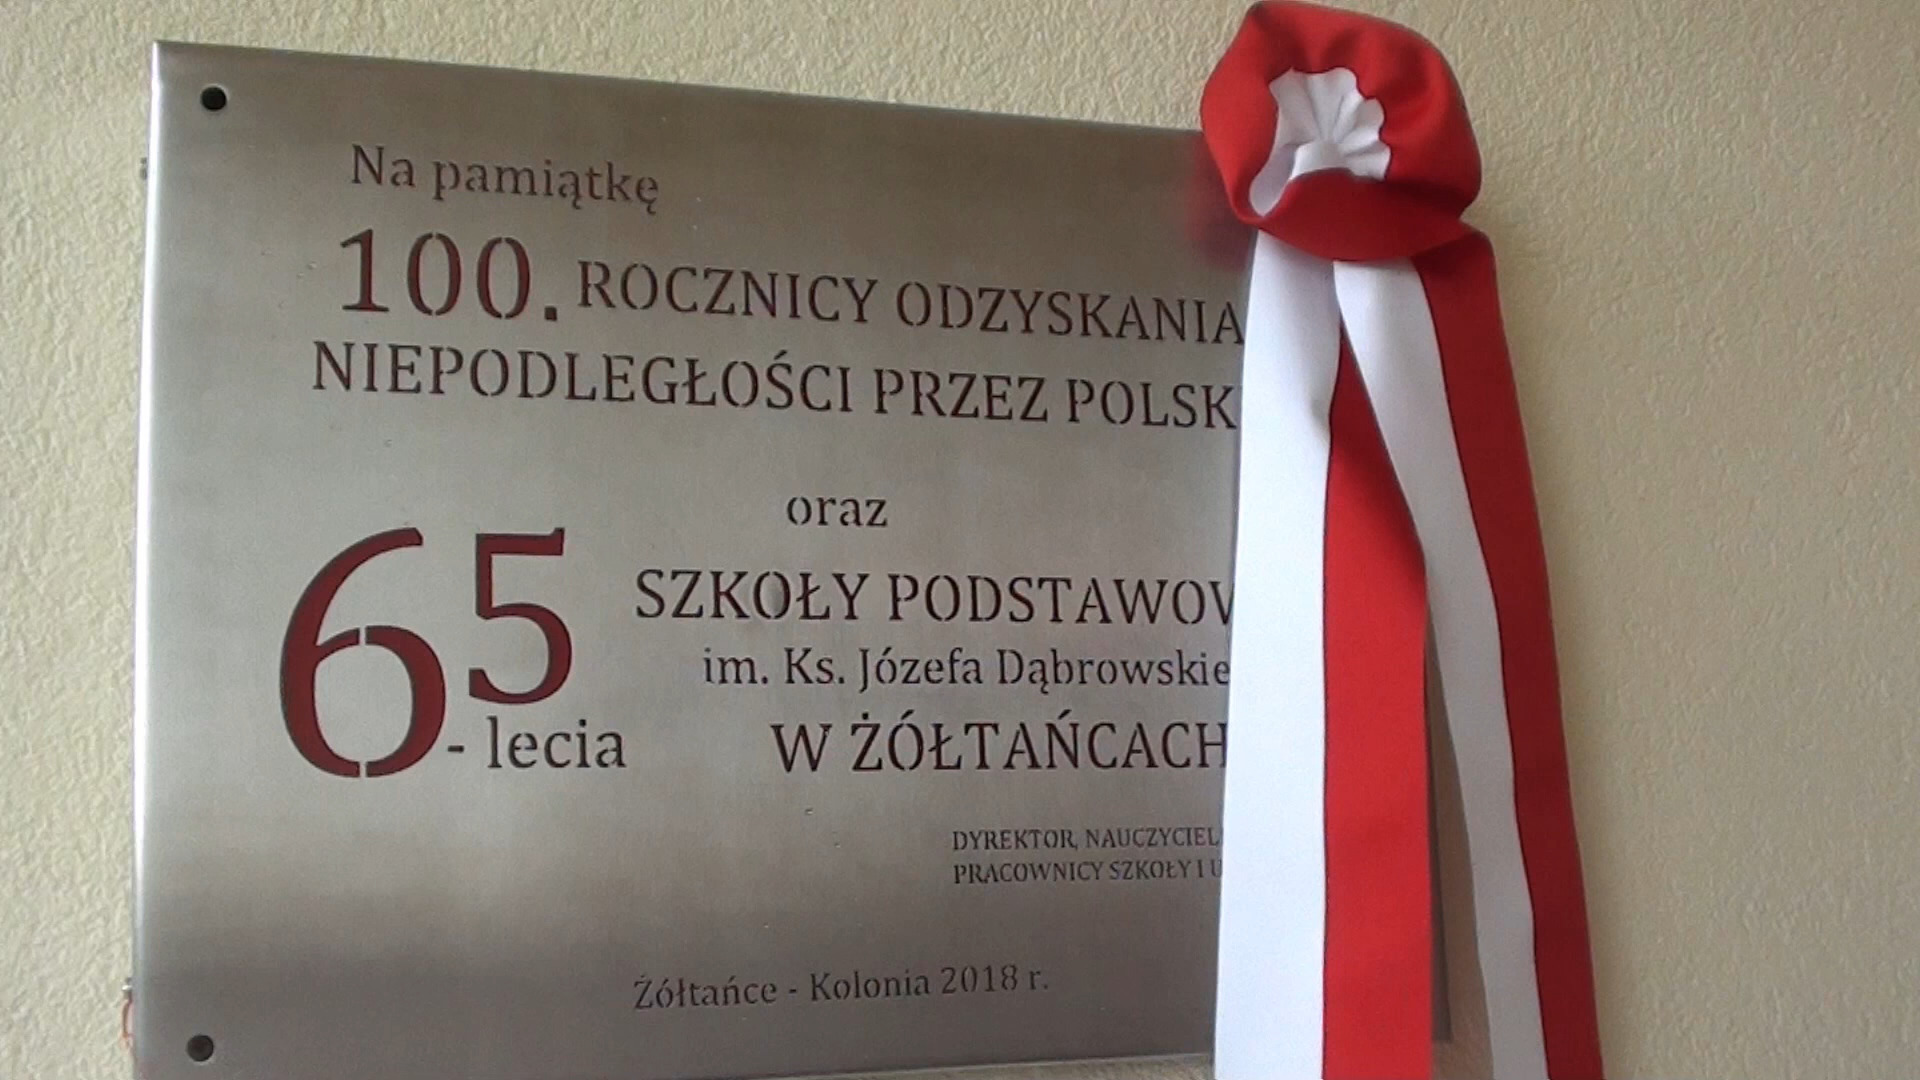 Na pamiątkę
100. ROCZNICY ODZYSKANIA
NIEPODLEGŁOŚCI PRZEZ POLSK
oraz
65 - lecia
SZKOŁY PODSTAWOW
im. Ks. Józefa Dąbrowskie
W ŻÓŁTAŃCACH
DYREKTOR, NAUCZYCIEL
PRACOWNICY SZKOŁY I U
Żółtańce - Kolonia 2018 r.